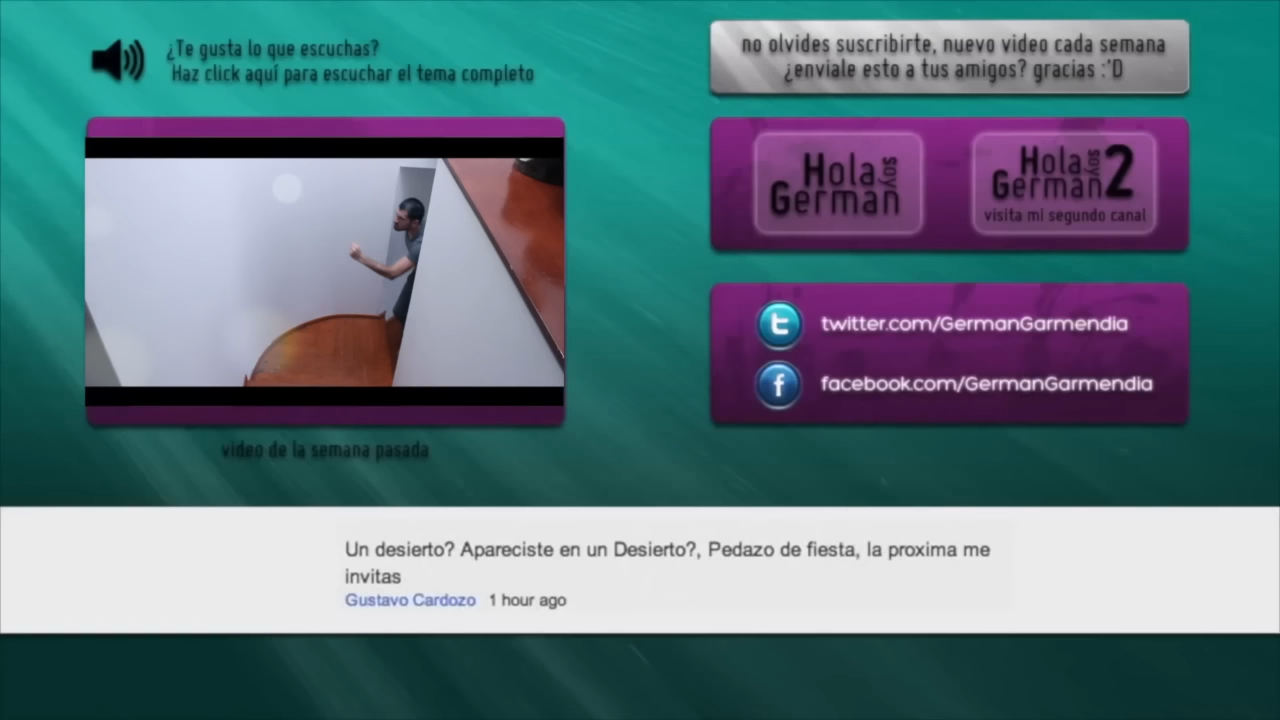 ¿Te gusta lo que escuchas?
Haz click aquí para escuchar el tema completo
no olvides suscribirte, nuevo video cada semana
¿enviale esto a tus amigos? gracias :'D
Hola soy
German
Hola soy 2
German
visita mi segundo canal
twitter.com/GermanGarmendia
facebook.com/GermanGarmendia
video de la semana pasada
Un desierto? Apareciste en un Desierto?, Pedazo de fiesta, la proxima me
invitas
Gustavo Cardozo 1 hour ago